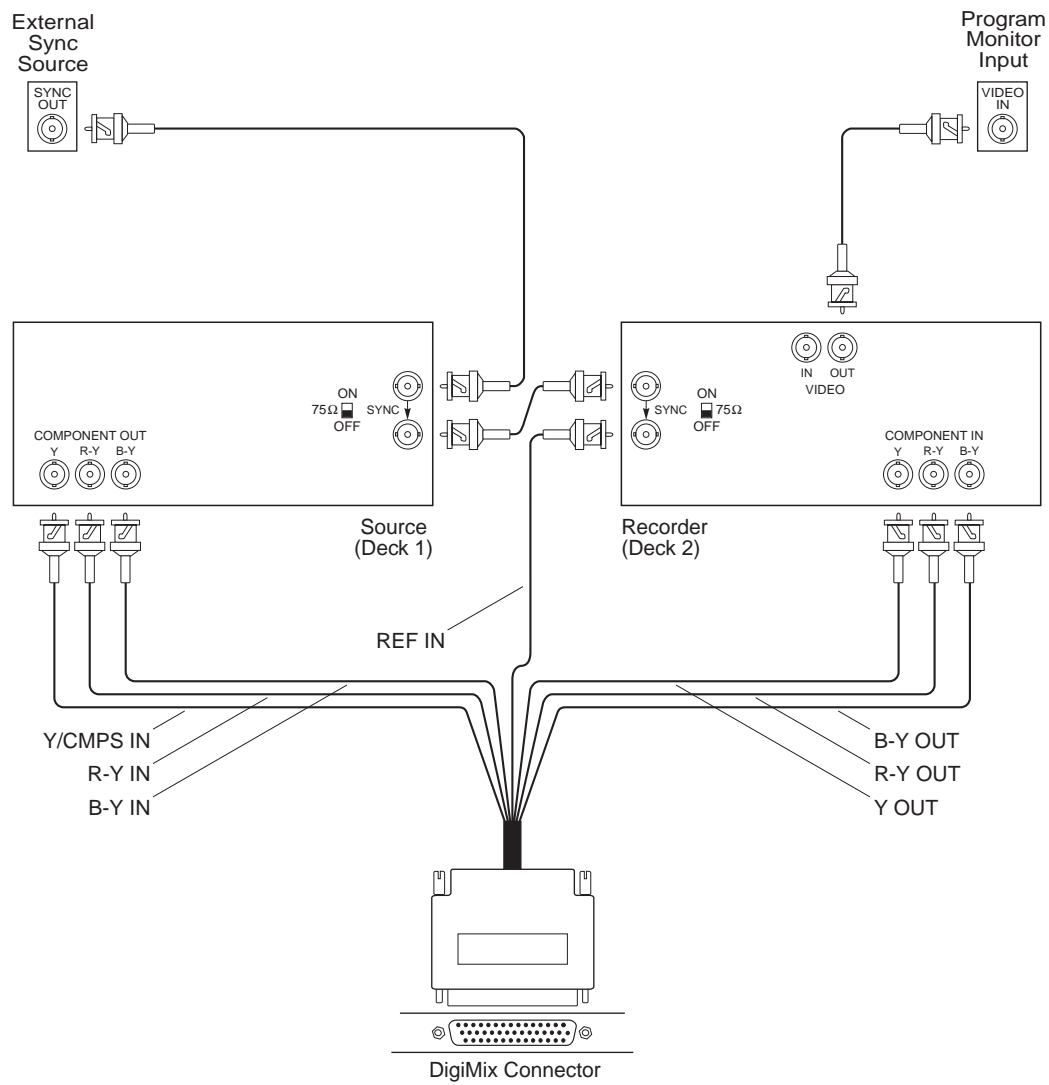 External
Sync
Source
SYNC
OUT
Program
Monitor
Input
VIDEO
IN
ON
75Ω
OFF
SYNC
COMPONENT OUT
Y R-Y B-Y
Source
(Deck 1)
IN OUT
VIDEO
SYNC
ON
75Ω
OFF
COMPONENT IN
Y R-Y B-Y
Recorder
(Deck 2)
REF IN
Y/CMPS IN
R-Y IN
B-Y IN
B-Y OUT
R-Y OUT
Y OUT
DigiMix Connector